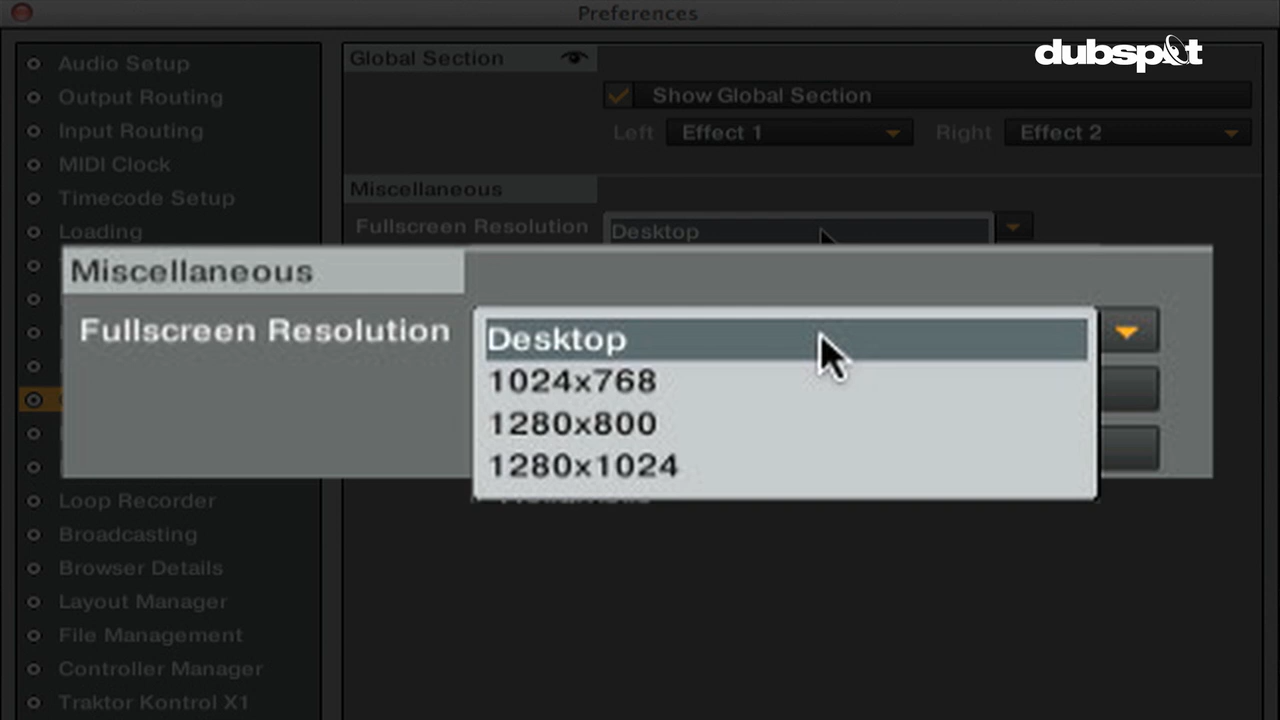 Preferences
dubspot
Audio Setup
Output Routing
Input Routing
MIDI Clock
Timecode Setup
Loading
Loop Recorder
Broadcasting
Browser Details
Layout Manager
File Management
Controller Manager
Traktor Kontrol X1
Global Section
Show Global Section
Left Effect 1 Right Effect 2
Miscellaneous
Fullscreen Resolution Desktop
Miscellaneous
Fullscreen Resolution
Desktop
1024x768
1280x800
1280x1024